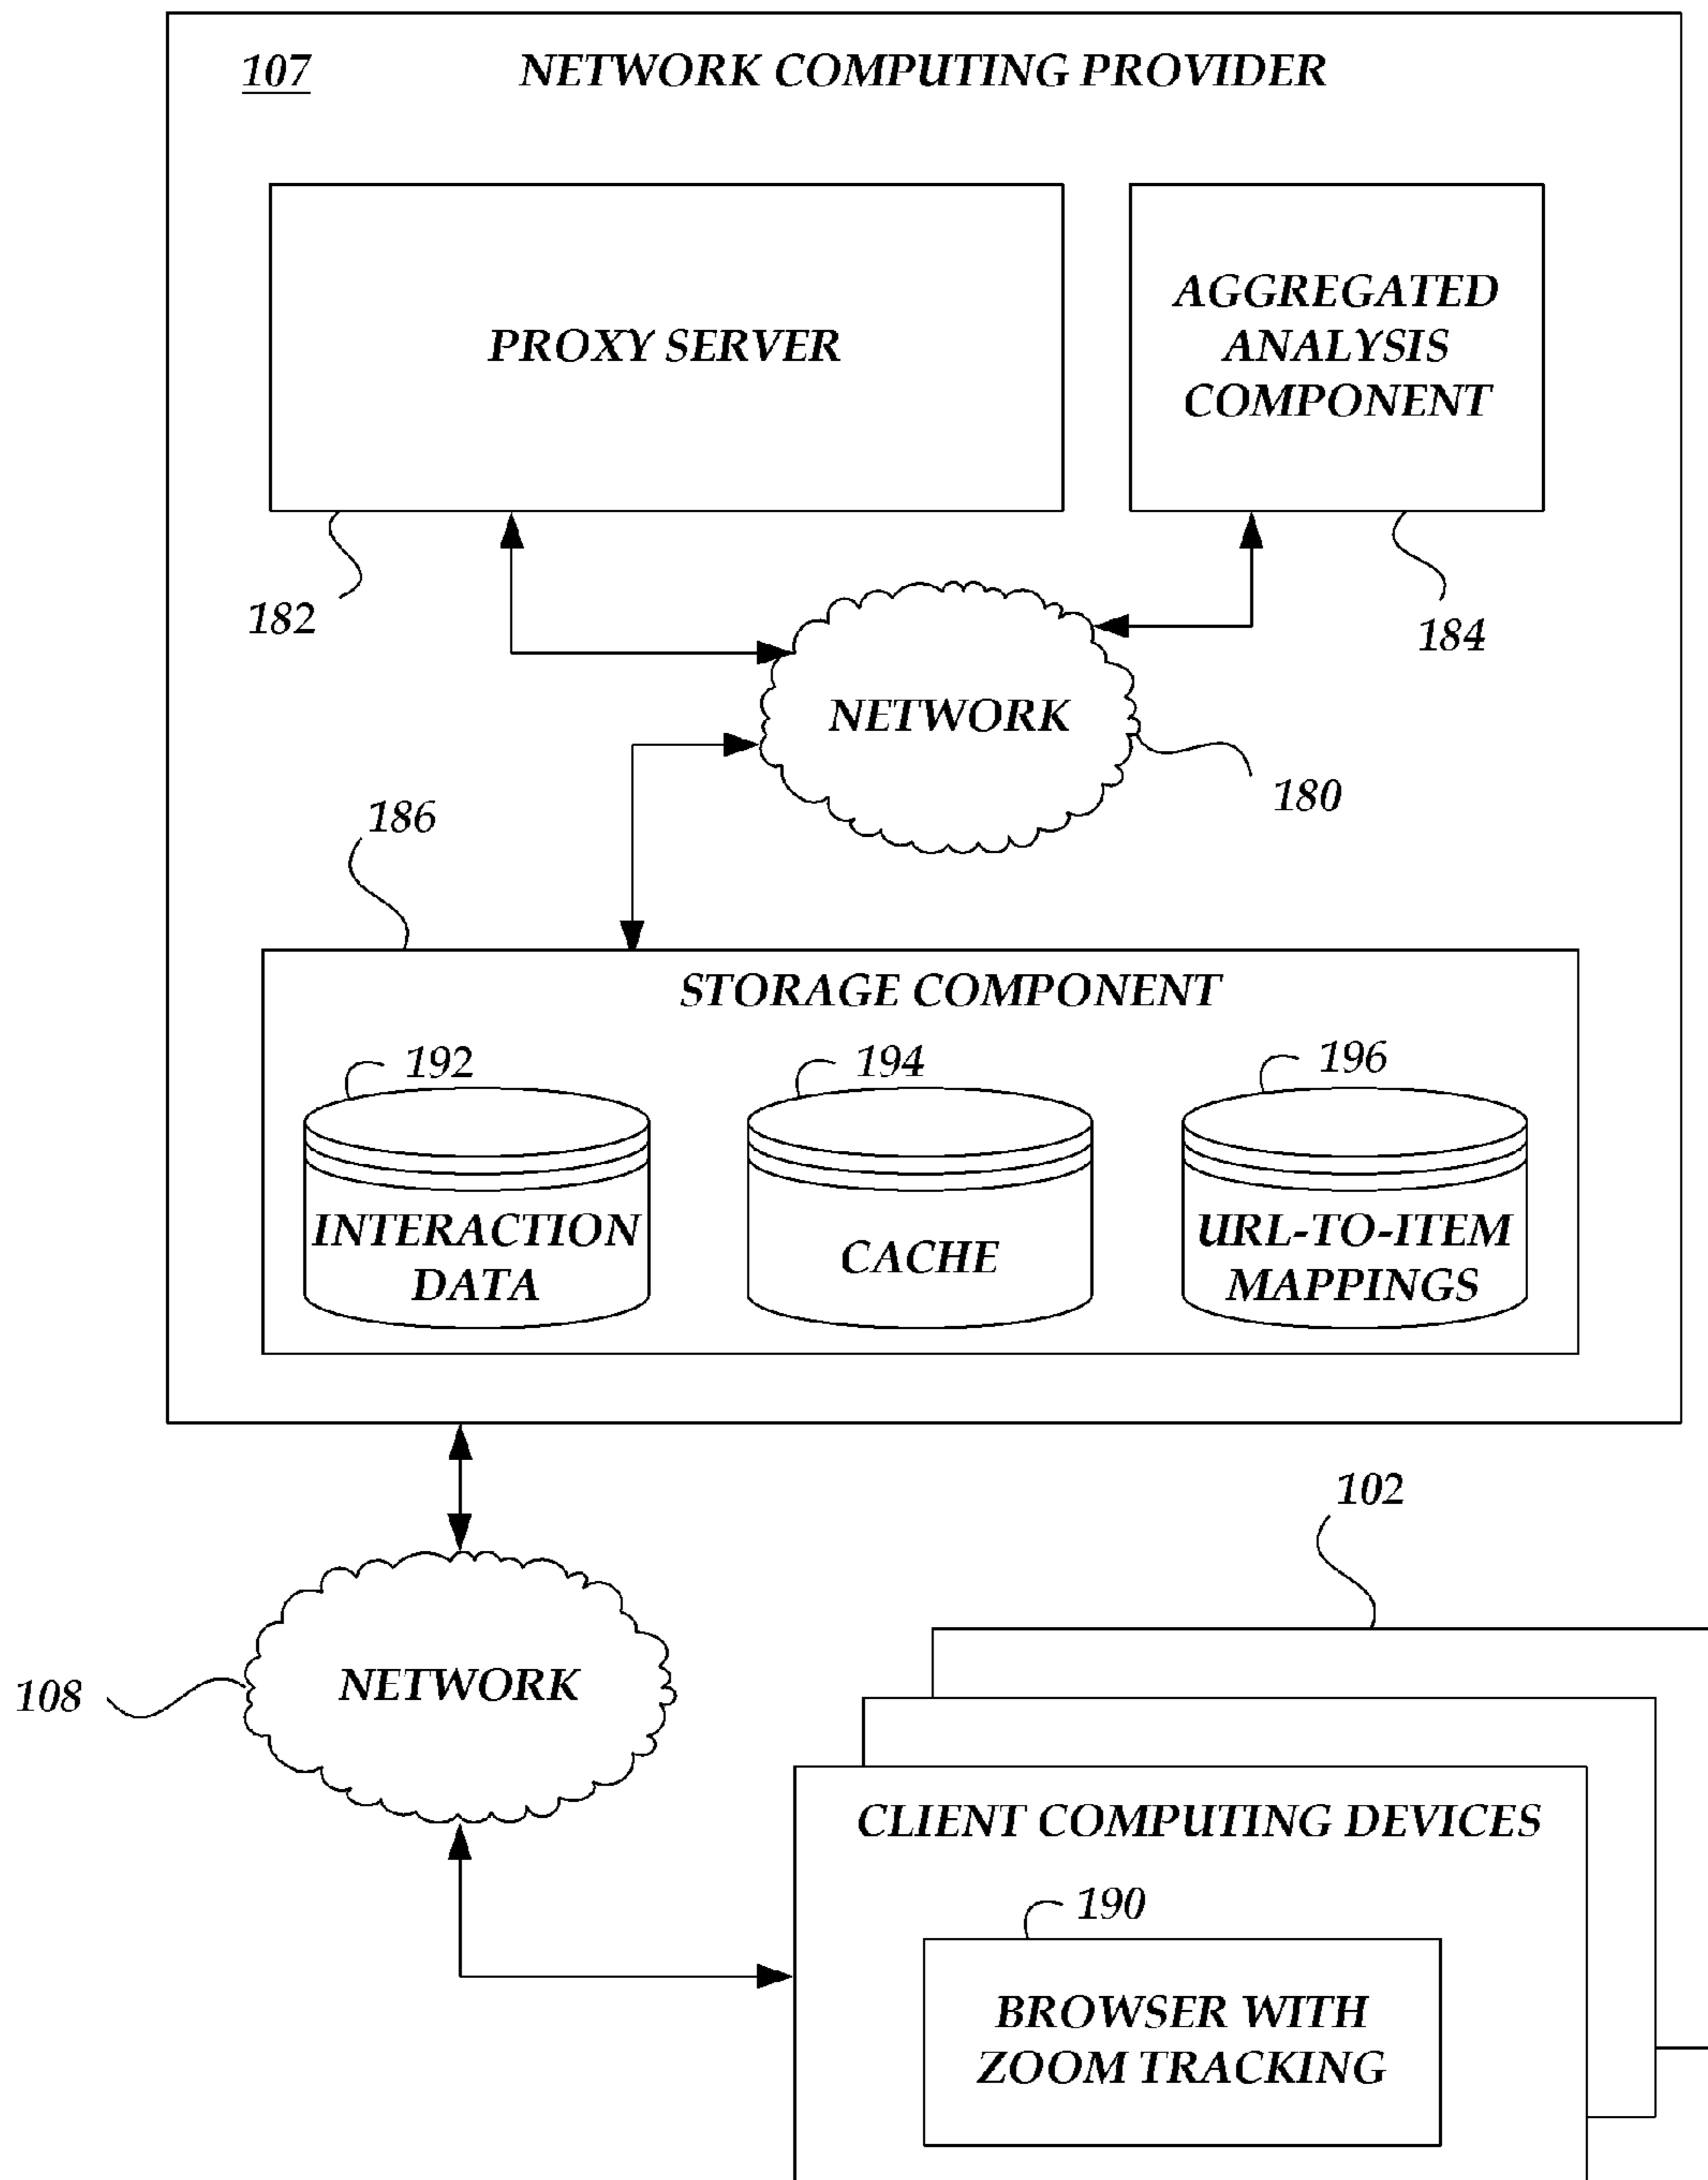 107
NETWORK COMPUTING PROVIDER
PROXY SERVER
AGGREGATED
ANALYSIS
COMPONENT
182
184
NETWORK
180
186
STORAGE COMPONENT
192
194
196
INTERACTION
DATA
CACHE
URL-TO-ITEM
MAPPINGS
102
108
NETWORK
CLIENT COMPUTING DEVICES
190
BROWSER WITH
ZOOM TRACKING